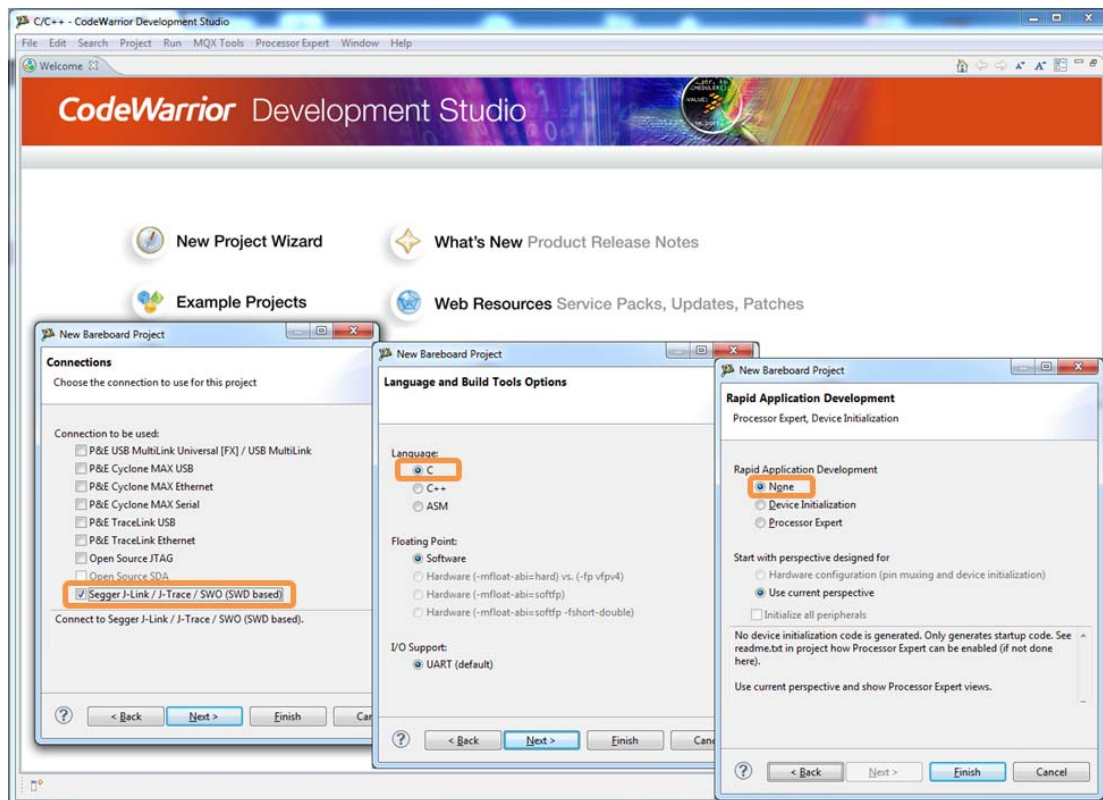 C/C++ - CodeWarrior Development Studio
File Edit Search Project Run MQX Tools Processor Expert Window Help
Welcome
CodeWarrior Development Studio
New Project Wizard
What's New Product Release Notes
Example Projects
Web Resources Service Packs, Updates, Patches
New Bareboard Project
Connections
Choose the connection to use for this project
Connection to be used:
P&E USB MultiLink Universal [FX] / USB MultiLink
P&E Cyclone MAX USB
P&E Cyclone MAX Ethernet
P&E Cyclone MAX Serial
P&E TraceLink USB
P&E TraceLink Ethernet
Open Source JTAG
Open Source SDA
Segger J-Link / J-Trace / SWO (SWD based)
Connect to Segger J-Link / J-Trace / SWO (SWD based).
< Back Next > Finish Car
New Bareboard Project
Language and Build Tools Options
Language:
C
C++
ASM
Floating Point:
Software
Hardware (-mfloat-abi=hard) vs. (-fp vfpv4)
Hardware (-mfloat-abi=softfp)
Hardware (-mfloat-abi=softfp -fshort-double)
I/O Support:
UART (default)
< Back Next > Finish Canc
New Bareboard Project
Rapid Application Development
Processor Expert, Device Initialization
Rapid Application Development
None
Device Initialization
Processor Expert
Start with perspective designed for
Hardware configuration (pin muxing and device initialization)
Use current perspective
Initialize all peripherals
No device initialization code is generated. Only generates startup code. See
readme.txt in project how Processor Expert can be enabled (if not done
here).
Use current perspective and show Processor Expert views.
< Back Next > Finish Cancel